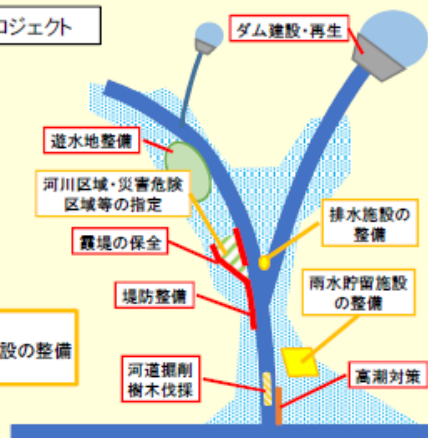 ロジェクト
ダム建設・再生
遊水地整備
河川区域・災害危険
区域等の指定
排水施設の
整備
霞堤の保全
雨水貯留施設
の整備
堤防整備
設の整備
河道掘削
樹木伐採
高潮対策